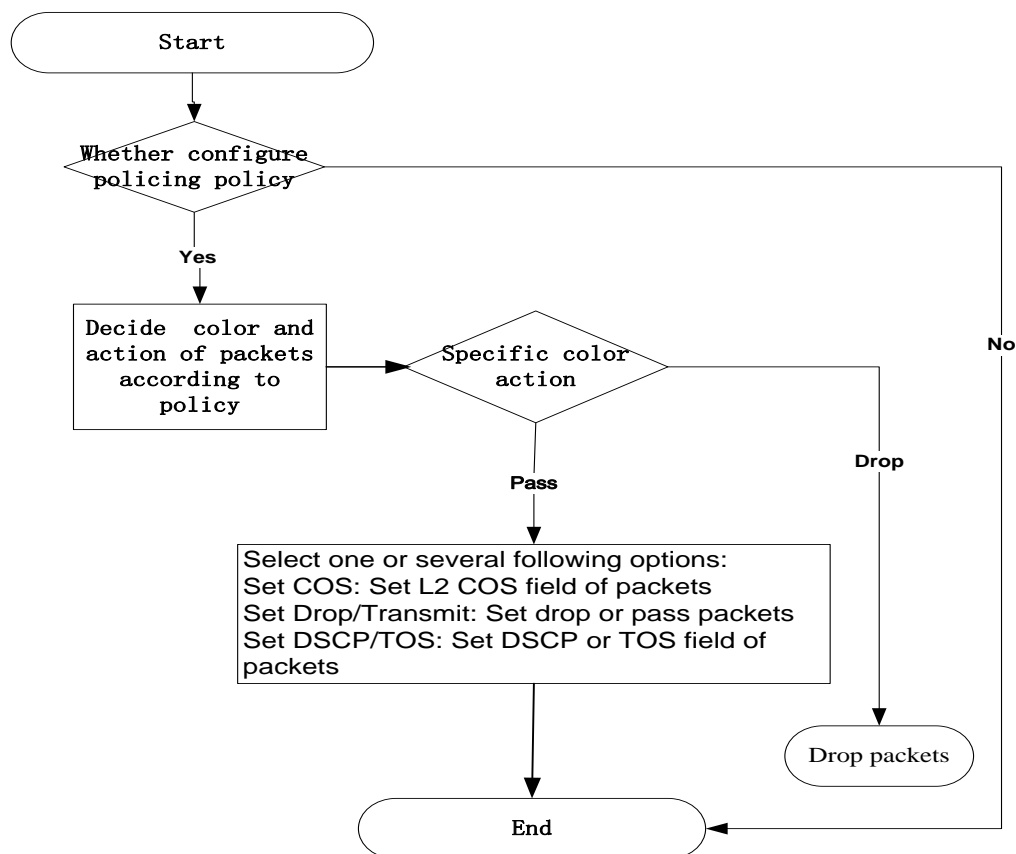 Start
Whether configure
policing policy
Yes
Decide color and
action of packets
according to
policy
Specific color
action
No
Drop
Pass
Select one or several following options:
Set COS: Set L2 COS field of packets
Set Drop/Transmit: Set drop or pass packets
Set DSCP/TOS: Set DSCP or TOS field of
packets
Drop packets
End